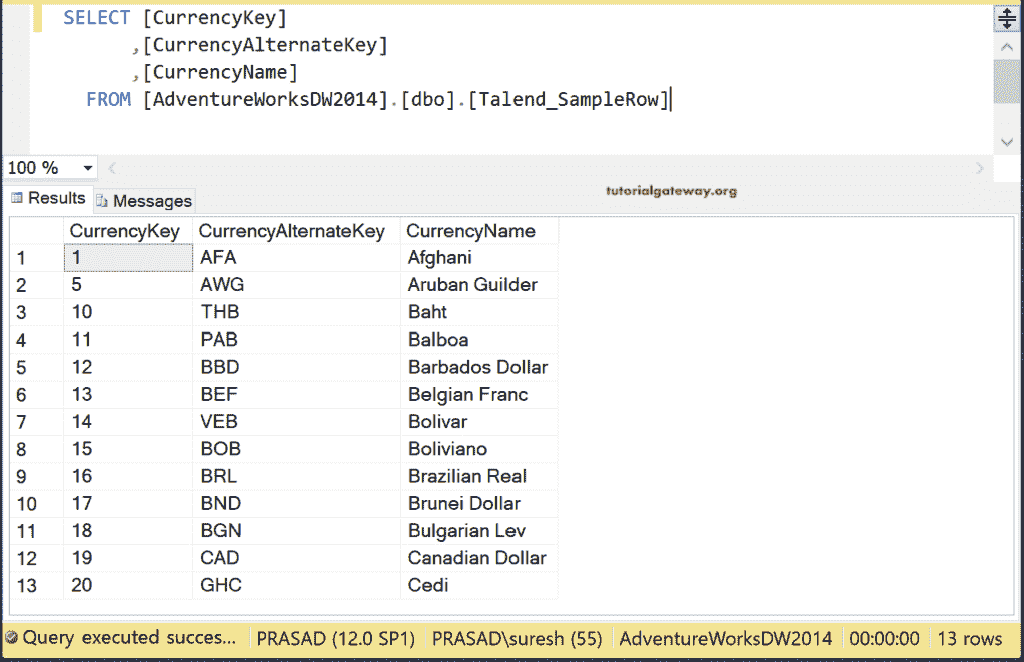 SELECT [CurrencyKey]
,[CurrencyAlternateKey]
,[CurrencyName]
FROM [AdventureWorksDW2014].[dbo].[Talend_SampleRow]
100 %
tutorialgateway.org
Results Messages
CurrencyKey CurrencyAlternateKey CurrencyName
1 1 AFA Afghani
2 5 AWG Aruban Guilder
3 10 THB Baht
4 11 PAB Balboa
5 12 BBD Barbados Dollar
6 13 BEF Belgian Franc
7 14 VEB Bolivar
8 15 BOB Boliviano
9 16 BRL Brazilian Real
10 17 BND Brunei Dollar
11 18 BGN Bulgarian Lev
12 19 CAD Canadian Dollar
13 20 GHC Cedi
Query executed succes... PRASAD (12.0 SP1) PRASAD\suresh (55) AdventureWorksDW2014 00:00:00 13 rows